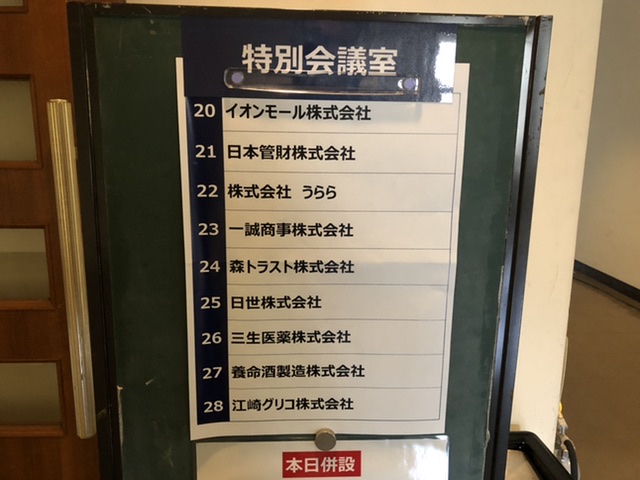 特別会議室
20 イオンモール株式会社
21 日本管財株式会社
22 株式会社 うらら
23 一誠商事株式会社
24 森トラスト株式会社
25 日世株式会社
26 三生医薬株式会社
27 養命酒製造株式会社
28 江崎グリコ株式会社
本日併設